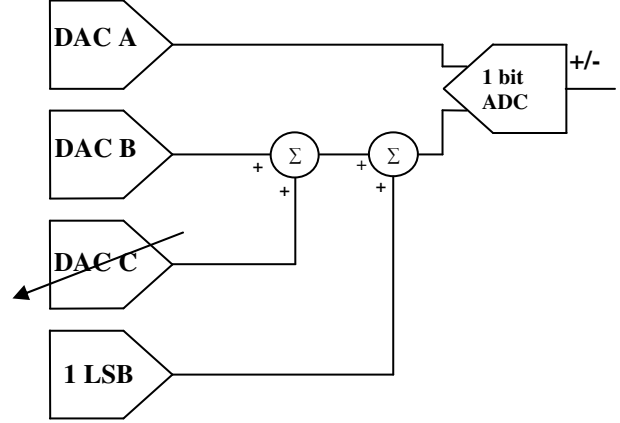 DAC A
+/-
1 bit
ADC
DAC B
Σ
Σ
+
+
+
+
DAC C
1 LSB